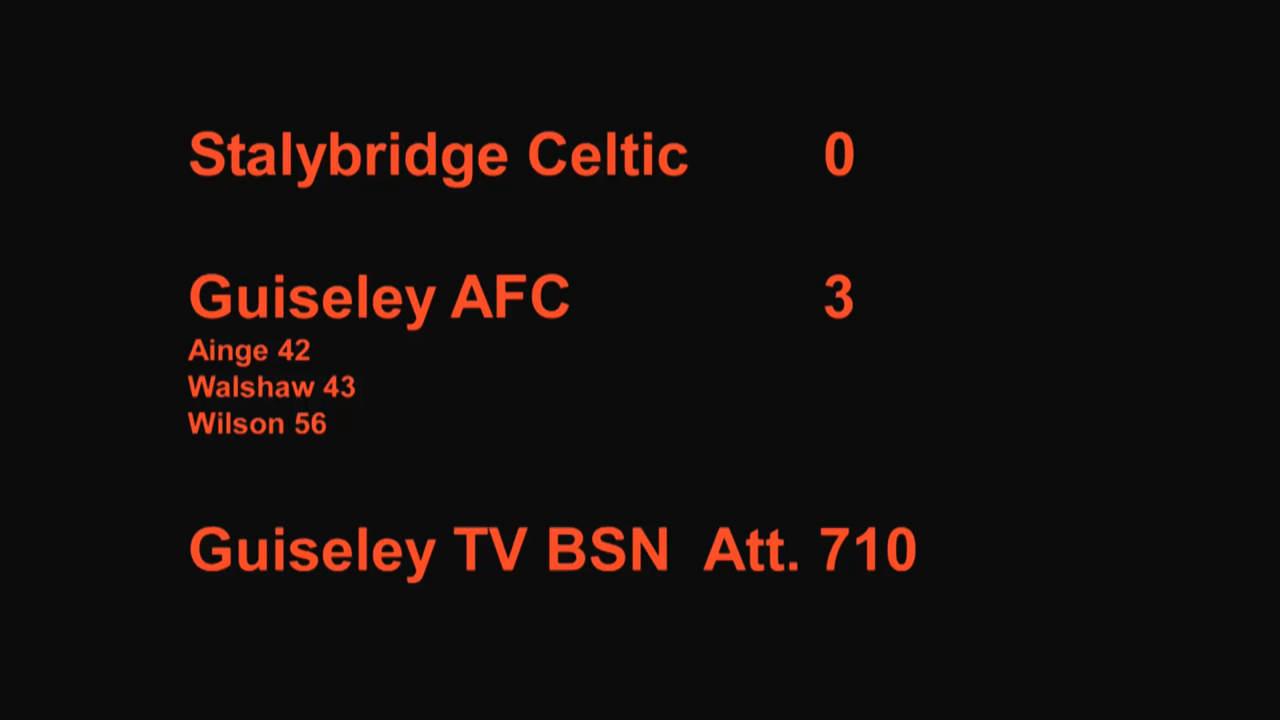 Stalybridge Celtic 0
Guiseley AFC 3
Ainge 42
Walshaw 43
Wilson 56
Guiseley TV BSN Att. 710